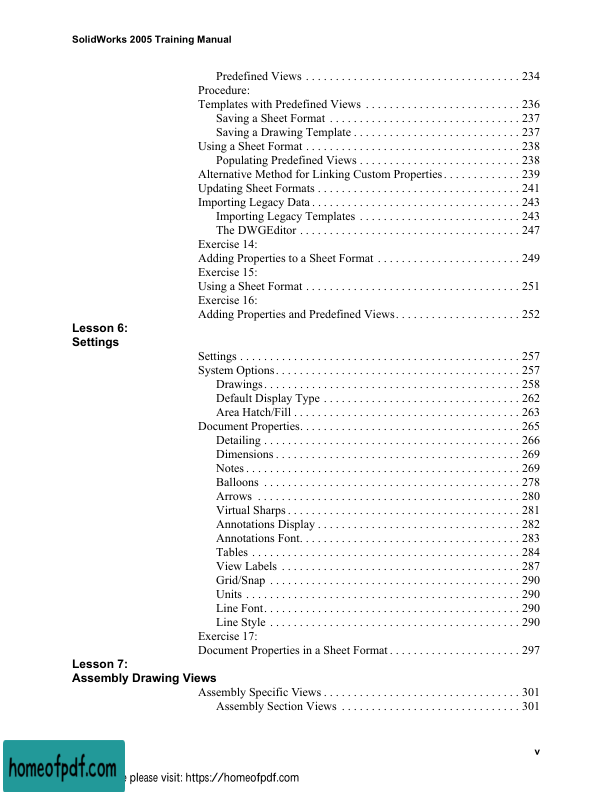 SolidWorks 2005 Training Manual
Predefined Views . . . . . . . . . . . . . . . . . . . . . . . . . . . . . . . . . . . . 234
Procedure:
Templates with Predefined Views . . . . . . . . . . . . . . . . . . . . . . . . . . 236
Saving a Sheet Format . . . . . . . . . . . . . . . . . . . . . . . . . . . . . . . . 237
Saving a Drawing Template . . . . . . . . . . . . . . . . . . . . . . . . . . . . 237
Using a Sheet Format . . . . . . . . . . . . . . . . . . . . . . . . . . . . . . . . . . . . 238
Populating Predefined Views . . . . . . . . . . . . . . . . . . . . . . . . . . . 238
Alternative Method for Linking Custom Properties . . . . . . . . . . . . . 239
Updating Sheet Formats . . . . . . . . . . . . . . . . . . . . . . . . . . . . . . . . . . 241
Importing Legacy Data . . . . . . . . . . . . . . . . . . . . . . . . . . . . . . . . . . . 243
Importing Legacy Templates . . . . . . . . . . . . . . . . . . . . . . . . . . . 243
The DWGEditor . . . . . . . . . . . . . . . . . . . . . . . . . . . . . . . . . . . . . 247
Exercise 14:
Adding Properties to a Sheet Format . . . . . . . . . . . . . . . . . . . . . . . . 249
Exercise 15:
Using a Sheet Format . . . . . . . . . . . . . . . . . . . . . . . . . . . . . . . . . . . . 251
Exercise 16:
Adding Properties and Predefined Views . . . . . . . . . . . . . . . . . . . . . 252
Lesson 6:
Settings
Settings . . . . . . . . . . . . . . . . . . . . . . . . . . . . . . . . . . . . . . . . . . . . . . . 257
System Options . . . . . . . . . . . . . . . . . . . . . . . . . . . . . . . . . . . . . . . . . 257
Drawings . . . . . . . . . . . . . . . . . . . . . . . . . . . . . . . . . . . . . . . . . . . 258
Default Display Type . . . . . . . . . . . . . . . . . . . . . . . . . . . . . . . . . 262
Area Hatch/Fill . . . . . . . . . . . . . . . . . . . . . . . . . . . . . . . . . . . . . . 263
Document Properties . . . . . . . . . . . . . . . . . . . . . . . . . . . . . . . . . . . . . 265
Detailing . . . . . . . . . . . . . . . . . . . . . . . . . . . . . . . . . . . . . . . . . . . 266
Dimensions . . . . . . . . . . . . . . . . . . . . . . . . . . . . . . . . . . . . . . . . . 269
Notes . . . . . . . . . . . . . . . . . . . . . . . . . . . . . . . . . . . . . . . . . . . . . . 269
Balloons . . . . . . . . . . . . . . . . . . . . . . . . . . . . . . . . . . . . . . . . . . . 278
Arrows . . . . . . . . . . . . . . . . . . . . . . . . . . . . . . . . . . . . . . . . . . . . 280
Virtual Sharps . . . . . . . . . . . . . . . . . . . . . . . . . . . . . . . . . . . . . . . 281
Annotations Display . . . . . . . . . . . . . . . . . . . . . . . . . . . . . . . . . . 282
Annotations Font . . . . . . . . . . . . . . . . . . . . . . . . . . . . . . . . . . . . . 283
Tables . . . . . . . . . . . . . . . . . . . . . . . . . . . . . . . . . . . . . . . . . . . . . 284
View Labels . . . . . . . . . . . . . . . . . . . . . . . . . . . . . . . . . . . . . . . . 287
Grid/Snap . . . . . . . . . . . . . . . . . . . . . . . . . . . . . . . . . . . . . . . . . . 290
Units . . . . . . . . . . . . . . . . . . . . . . . . . . . . . . . . . . . . . . . . . . . . . . 290
Line Font . . . . . . . . . . . . . . . . . . . . . . . . . . . . . . . . . . . . . . . . . . . 290
Line Style . . . . . . . . . . . . . . . . . . . . . . . . . . . . . . . . . . . . . . . . . . 290
Exercise 17:
Document Properties in a Sheet Format . . . . . . . . . . . . . . . . . . . . . . 297
Lesson 7:
Assembly Drawing Views
Assembly Specific Views . . . . . . . . . . . . . . . . . . . . . . . . . . . . . . . . . 301
Assembly Section Views . . . . . . . . . . . . . . . . . . . . . . . . . . . . . . 301
v
homeofpdf.com
please visit: https://homeofpdf.com